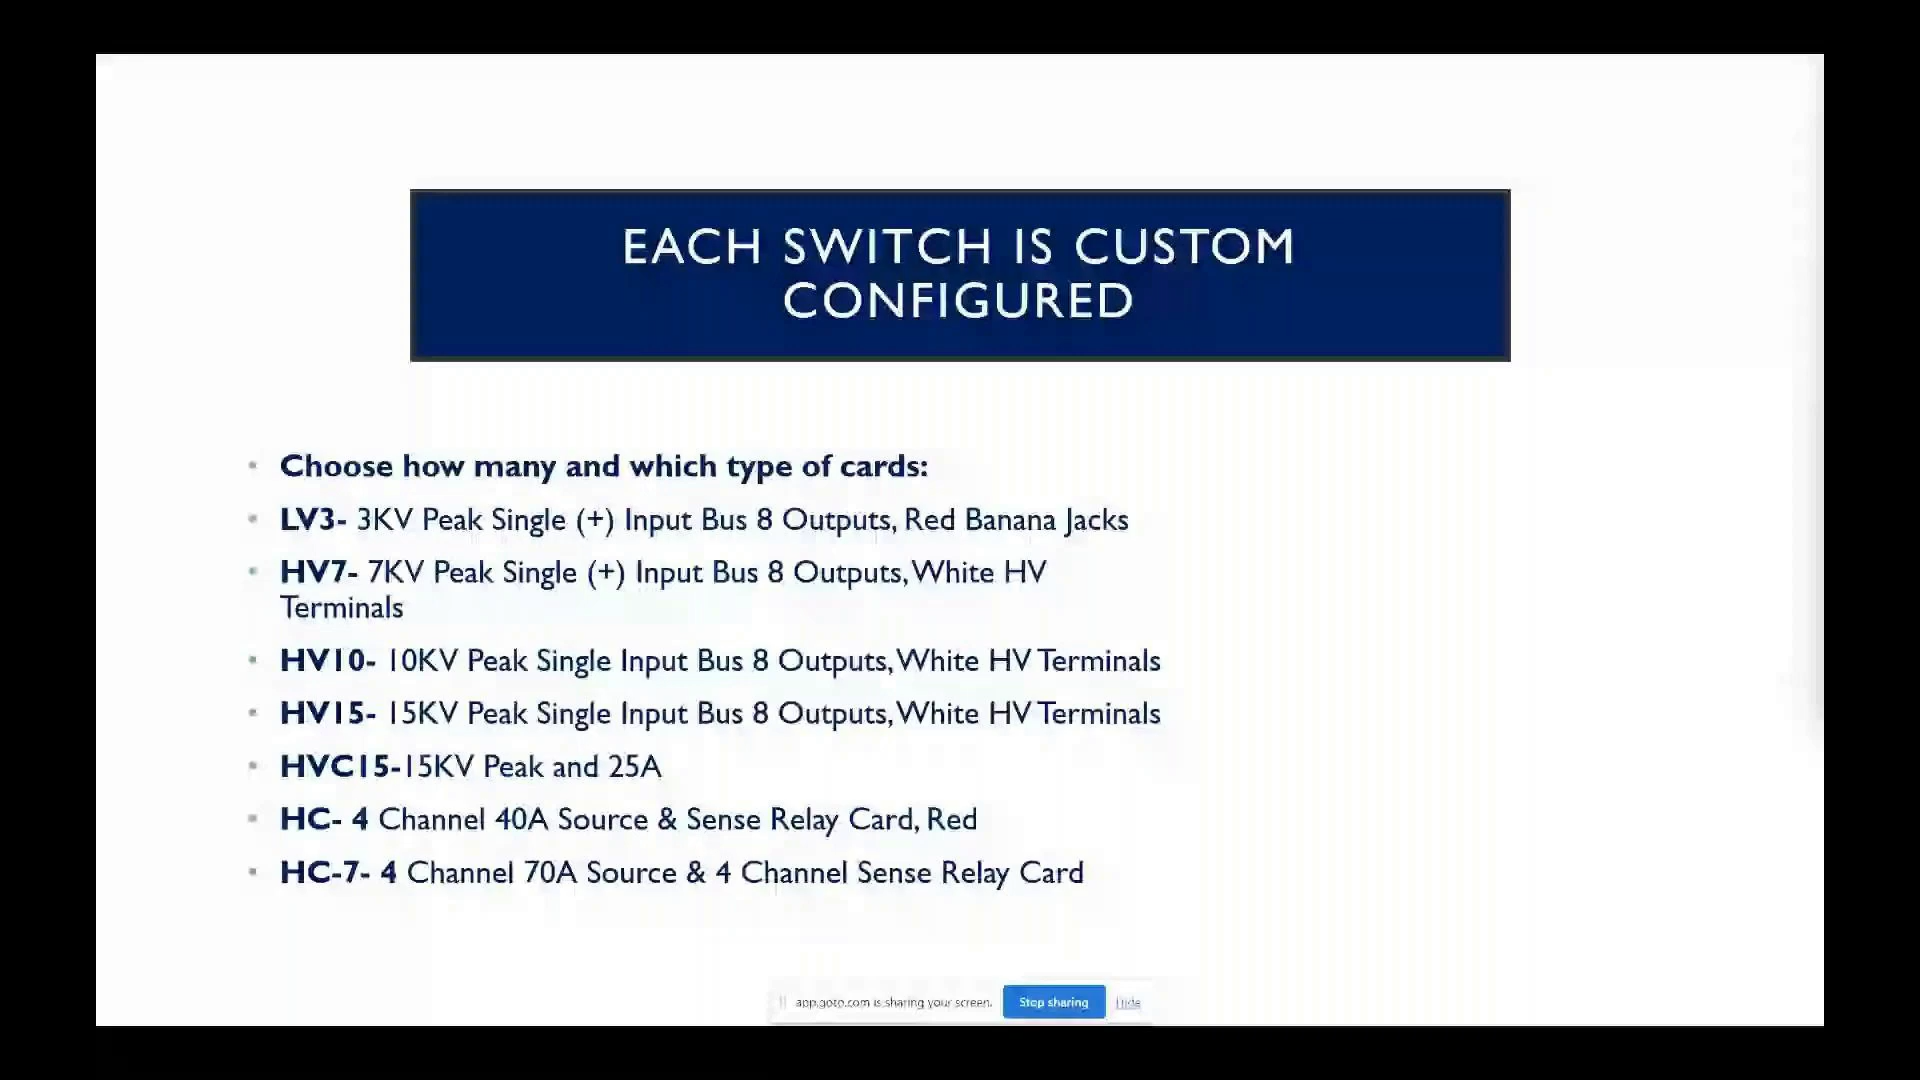 EACH SWITCH IS CUSTOM
CONFIGURED
Choose how many and which type of cards:
LV3- 3KV Peak Single (+) Input Bus 8 Outputs, Red Banana Jacks
HV7- 7KV Peak Single (+) Input Bus 8 Outputs, White HV
Terminals
HV10- 10KV Peak Single Input Bus 8 Outputs, White HV Terminals
HV15- 15KV Peak Single Input Bus 8 Outputs, White HV Terminals
HVC15-15KV Peak and 25A
HC- 4 Channel 40A Source & Sense Relay Card, Red
HC-7- 4 Channel 70A Source & 4 Channel Sense Relay Card
app.goto.com is sharing your screen. Stop sharing Hide